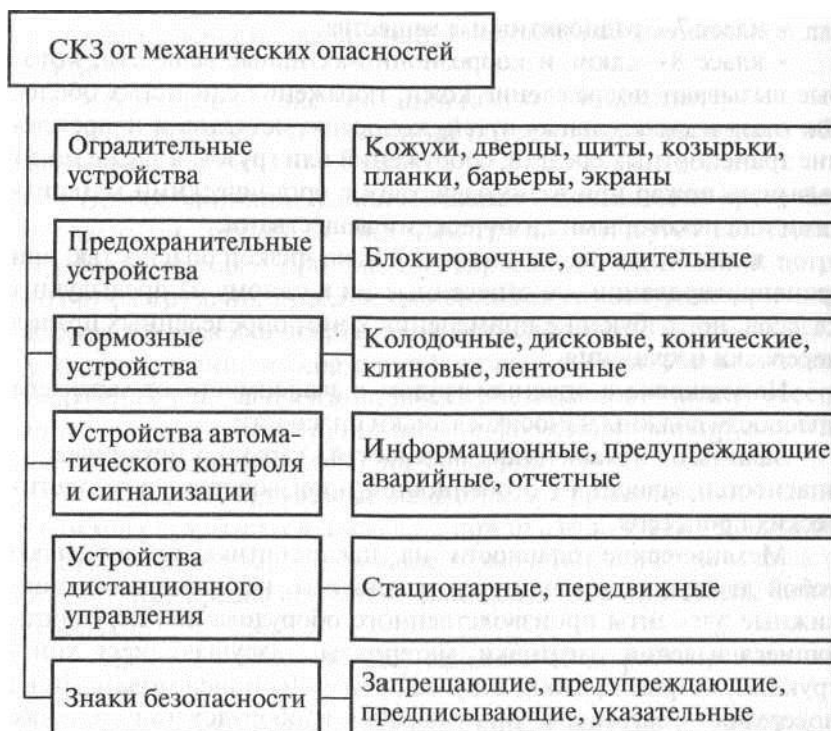 СКЗ от механических опасностей
Оградительные
устройства
Кожухи, дверцы, щиты, козырьки,
планки, барьеры, экраны
Предохранительные
устройства
Блокировочные, оградительные
Тормозные
устройства
Колодочные, дисковые, конические,
клиновые, ленточные
Устройства автома-
тического контроля
и сигнализации
Информационные, предупреждающие
аварийные, отчетные
Устройства
дистанционного
управления
Стационарные, передвижные
Знаки безопасности
Запрещающие, предупреждающие,
предписывающие, указательные